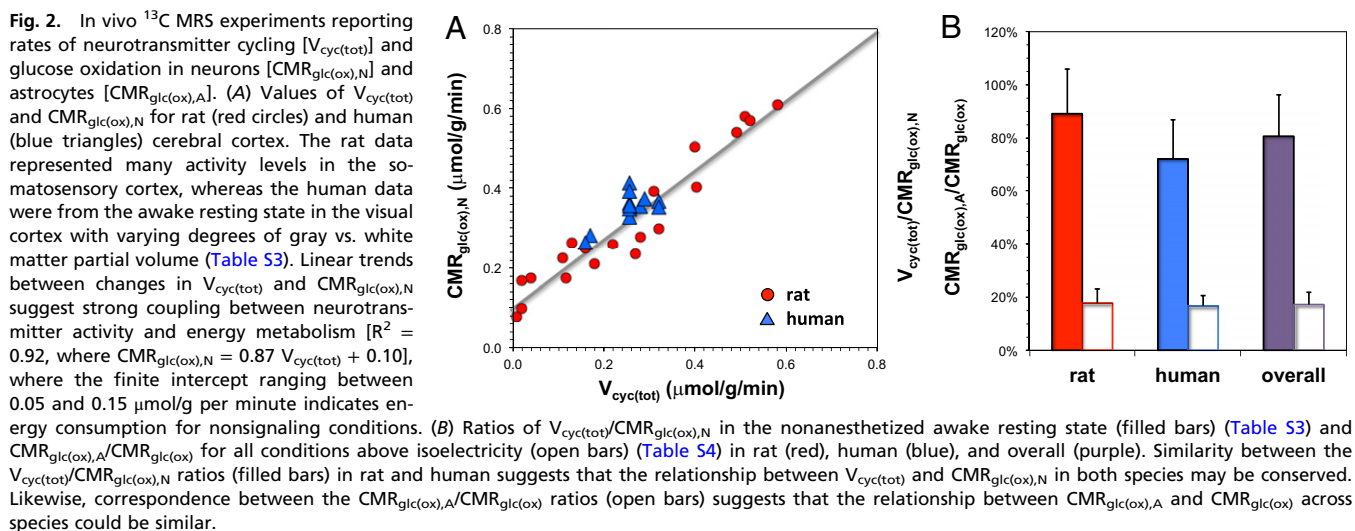 Fig. 2. In vivo ¹³C MRS experiments reporting
rates of neurotransmitter cycling [Vcyc(tot)] and
glucose oxidation in neurons [CMRglc(ox),N] and
astrocytes [CMRglc(ox),A]. (A) Values of Vcyc(tot)
and CMRglc(ox),N for rat (red circles) and human
(blue triangles) cerebral cortex. The rat data
represented many activity levels in the so-
matosensory cortex, whereas the human data
were from the awake resting state in the visual
cortex with varying degrees of gray vs. white
matter partial volume (Table S3). Linear trends
between changes in Vcyc(tot) and CMRglc(ox),N
suggest strong coupling between neurotrans-
mitter activity and energy metabolism [R² =
0.92, where CMRglc(ox),N = 0.87 Vcyc(tot) + 0.10],
where the finite intercept ranging between
0.05 and 0.15 μmol/g per minute indicates en-
ergy consumption for nonsignaling conditions. (B) Ratios of Vcyc(tot)/CMRglc(ox),N in the nonanesthetized awake resting state (filled bars) (Table S3) and
CMRglc(ox),A/CMRglc(ox) for all conditions above isoelectricity (open bars) (Table S4) in rat (red), human (blue), and overall (purple). Similarity between the
Vcyc(tot)/CMRglc(ox),N ratios (filled bars) in rat and human suggests that the relationship between Vcyc(tot) and CMRglc(ox),N in both species may be conserved.
Likewise, correspondence between the CMRglc(ox),A/CMRglc(ox) ratios (open bars) suggests that the relationship between CMRglc(ox),A and CMRglc(ox) across
species could be similar.
A
CMRglc(ox),N (μmol/g/min)
0.8
0.6
0.4
0.2
0.0
0.0 0.2 0.4 0.6 0.8
Vcyc(tot) (μmol/g/min)
rat
human
B
Vcyc(tot)/CMRglc(ox),N
CMRglc(ox),A/CMRglc(ox)
120%
100%
80%
60%
40%
20%
0%
rat human overall